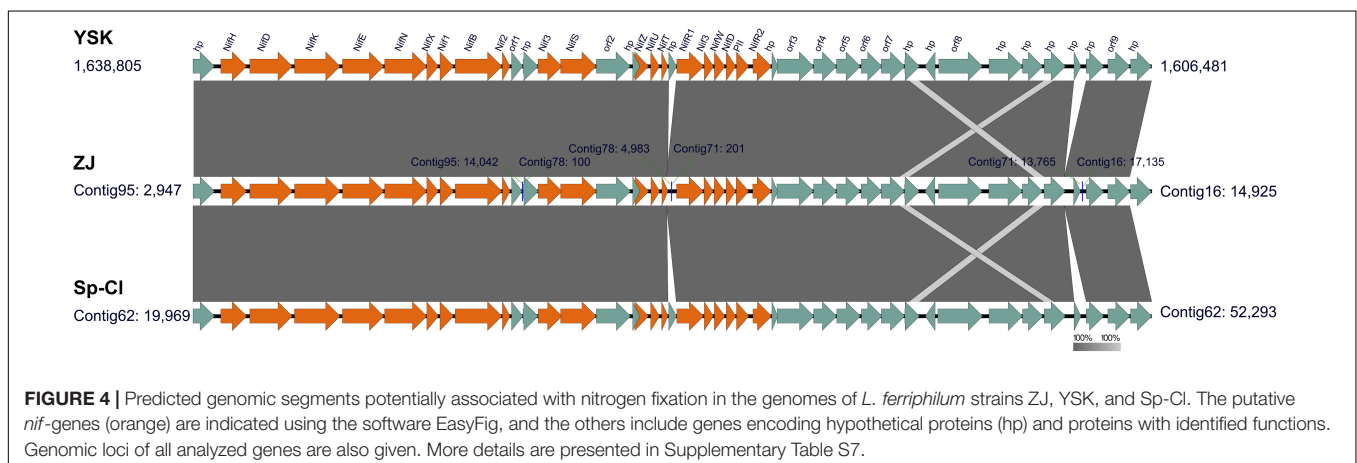 YSK
1,638,805
hp NifH NifD NifK NifE NifN NifX Nif1 NifB Nif2 orf1 hp Nif3 NifS orf2 hp NifZ NifU NifT hp NifR1 Nif3 NifW NifD PII NifR2 hp orf3 orf4 orf5 orf6 orf7 hp hp orf8 hp hp hp hp hp orf9 hp
1,606,481
ZJ
Contig95: 14,042 Contig78: 100 Contig78: 4,983 Contig71: 201 Contig71: 13,765 Contig16: 17,135
Contig95: 2,947
Contig16: 14,925
Sp-Cl
Contig62: 19,969
Contig62: 52,293
100% 100%
FIGURE 4 | Predicted genomic segments potentially associated with nitrogen fixation in the genomes of L. ferriphilum strains ZJ, YSK, and Sp-Cl. The putative
nif-genes (orange) are indicated using the software EasyFig, and the others include genes encoding hypothetical proteins (hp) and proteins with identified functions.
Genomic loci of all analyzed genes are also given. More details are presented in Supplementary Table S7.